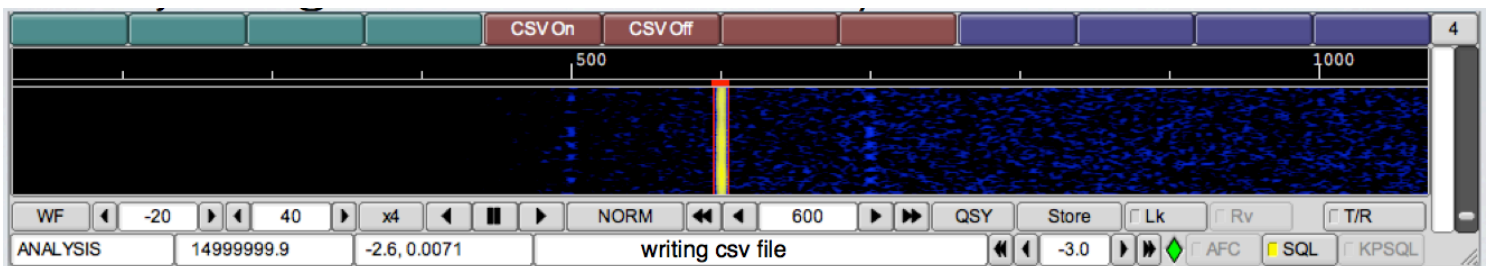 CSV On CSV Off 4
500 1000
WF -20 40 x4 NORM 600 QSY Store Lk Rv T/R
ANALYSIS 14999999.9 -2.6, 0.0071 writing csv file -3.0 AFC SQL KPSQL